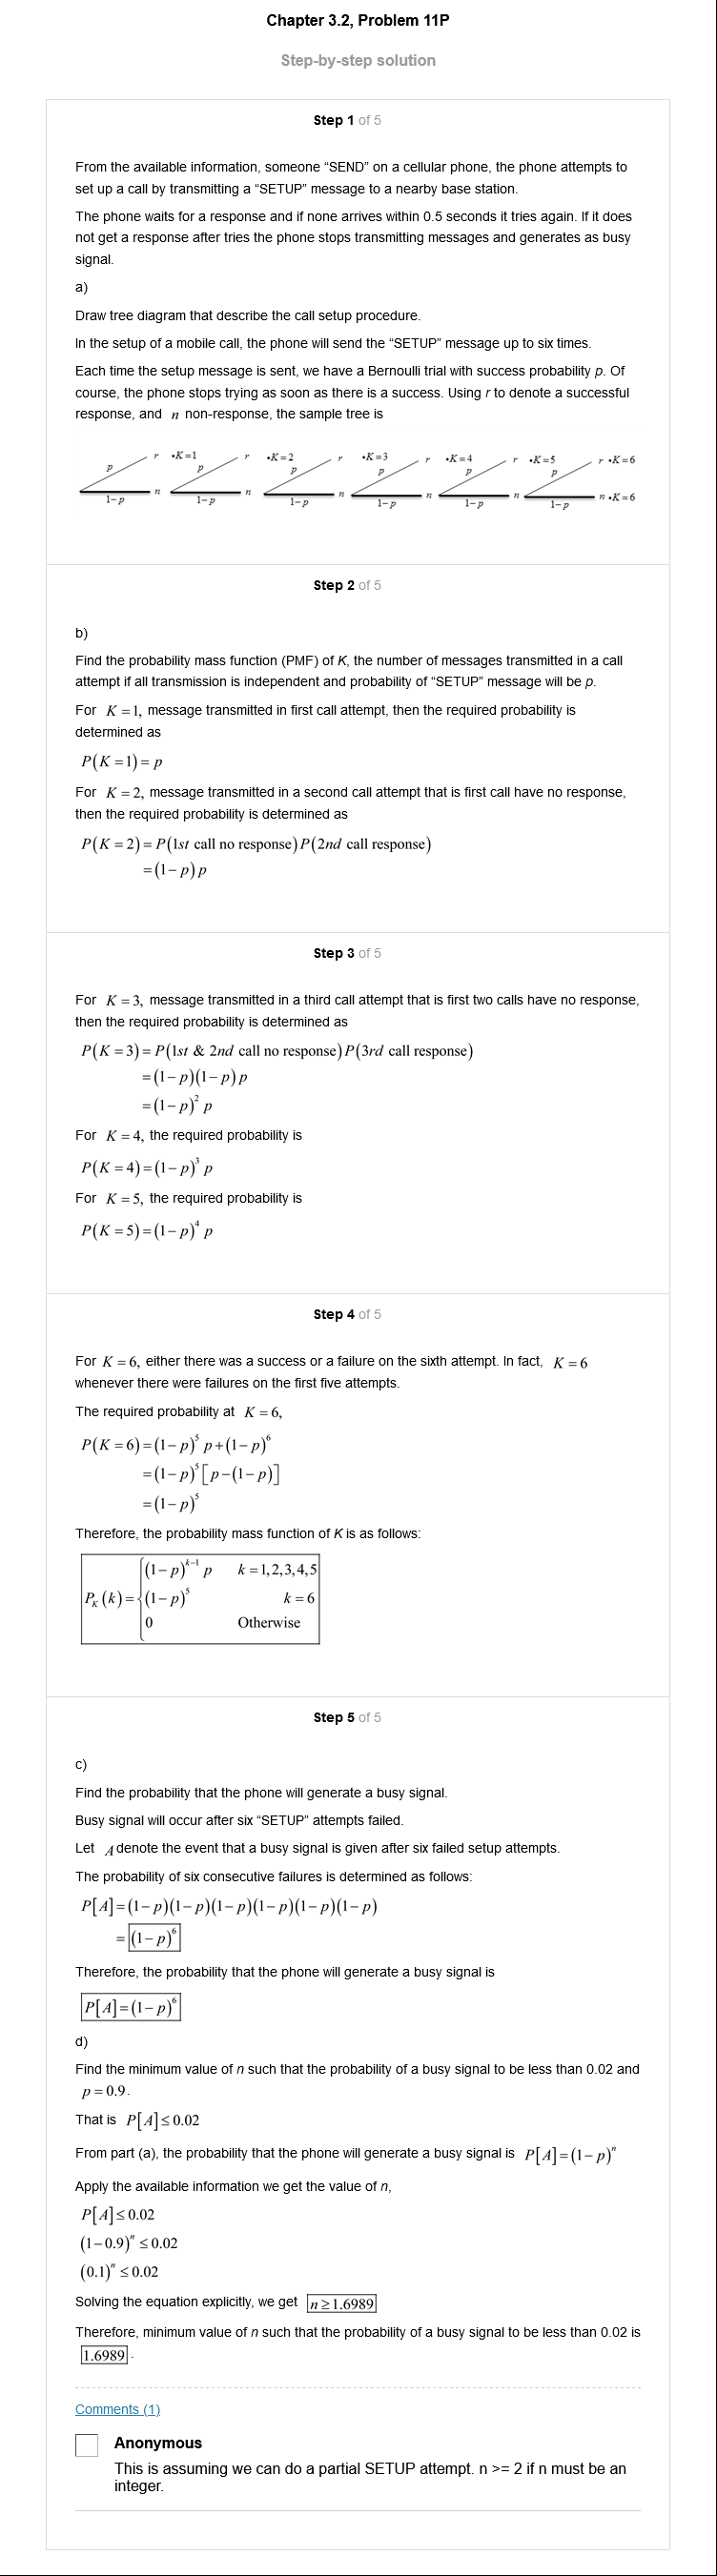 Chapter 3.2, Problem 11P
Step-by-step solution
Step 1 of 5
From the available information, someone “SEND” on a cellular phone, the phone attempts to
set up a call by transmitting a “SETUP” message to a nearby base station.
The phone waits for a response and if none arrives within 0.5 seconds it tries again. If it does
not get a response after tries the phone stops transmitting messages and generates as busy
signal.
a)
Draw tree diagram that describe the call setup procedure.
In the setup of a mobile call, the phone will send the “SETUP” message up to six times.
Each time the setup message is sent, we have a Bernoulli trial with success probability p. Of
course, the phone stops trying as soon as there is a success. Using r to denote a successful
response, and n non-response, the sample tree is
r •K=1 r •K=2 r •K=3 r •K=4 r •K=5 r •K=6
p p p p p p
n n n n n n •K=6
1−p 1−p 1−p 1−p 1−p 1−p
Step 2 of 5
b)
Find the probability mass function (PMF) of K, the number of messages transmitted in a call
attempt if all transmission is independent and probability of “SETUP” message will be p.
For K = 1, message transmitted in first call attempt, then the required probability is
determined as
P(K = 1) = p
For K = 2, message transmitted in a second call attempt that is first call have no response,
then the required probability is determined as
P(K = 2) = P(1st call no response) P(2nd call response)
= (1− p) p
Step 3 of 5
For K = 3, message transmitted in a third call attempt that is first two calls have no response,
then the required probability is determined as
P(K = 3) = P(1st & 2nd call no response) P(3rd call response)
= (1− p)(1− p) p
= (1− p)² p
For K = 4, the required probability is
P(K = 4) = (1− p)³ p
For K = 5, the required probability is
P(K = 5) = (1− p)⁴ p
Step 4 of 5
For K = 6, either there was a success or a failure on the sixth attempt. In fact, K = 6
whenever there were failures on the first five attempts.
The required probability at K = 6,
P(K = 6) = (1− p)⁵ p + (1− p)⁶
= (1− p)⁵ [p − (1− p)]
= (1− p)⁵
Therefore, the probability mass function of K is as follows:
(1− p)ᵏ⁻¹ p k = 1, 2, 3, 4, 5
P_K (k) = { (1− p)⁵ k = 6
0 Otherwise
Step 5 of 5
c)
Find the probability that the phone will generate a busy signal.
Busy signal will occur after six “SETUP” attempts failed.
Let A denote the event that a busy signal is given after six failed setup attempts.
The probability of six consecutive failures is determined as follows:
P[A] = (1− p)(1− p)(1− p)(1− p)(1− p)(1− p)
= (1− p)⁶
Therefore, the probability that the phone will generate a busy signal is
P[A] = (1− p)⁶
d)
Find the minimum value of n such that the probability of a busy signal to be less than 0.02 and
p = 0.9.
That is P[A] ≤ 0.02
From part (a), the probability that the phone will generate a busy signal is P[A] = (1− p)ⁿ
Apply the available information we get the value of n,
P[A] ≤ 0.02
(1− 0.9)ⁿ ≤ 0.02
(0.1)ⁿ ≤ 0.02
Solving the equation explicitly, we get n ≥ 1.6989
Therefore, minimum value of n such that the probability of a busy signal to be less than 0.02 is
1.6989.
Comments (1)
Anonymous
This is assuming we can do a partial SETUP attempt. n >= 2 if n must be an
integer.